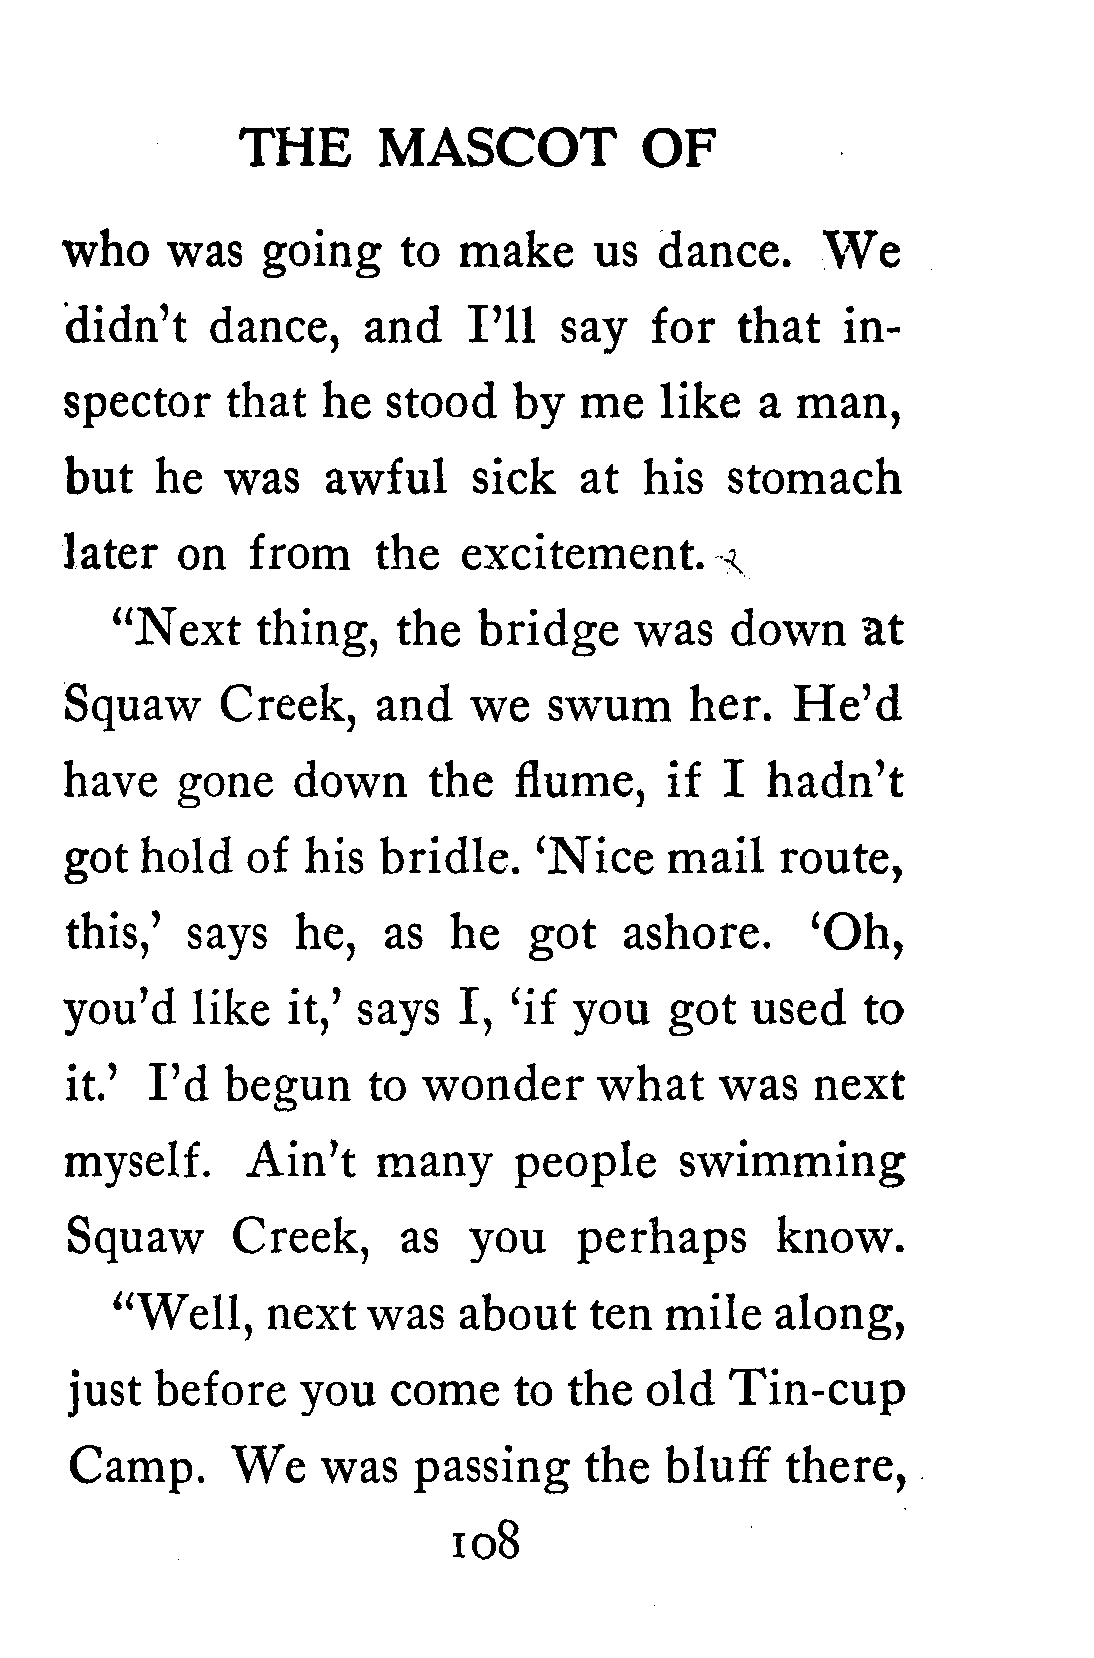 THE MASCOT OF
who was going to make us dance. We
didn't dance, and I'll say for that in-
spector that he stood by me like a man,
but he was awful sick at his stomach
later on from the excitement.
“Next thing, the bridge was down at
Squaw Creek, and we swum her. He’d
have gone down the flume, if I hadn’t
got hold of his bridle. ‘Nice mail route,
this,’ says he, as he got ashore. ‘Oh,
you’d like it,’ says I, ‘if you got used to
it.’ I’d begun to wonder what was next
myself. Ain’t many people swimming
Squaw Creek, as you perhaps know.
“Well, next was about ten mile along,
just before you come to the old Tin-cup
Camp. We was passing the bluff there,
108